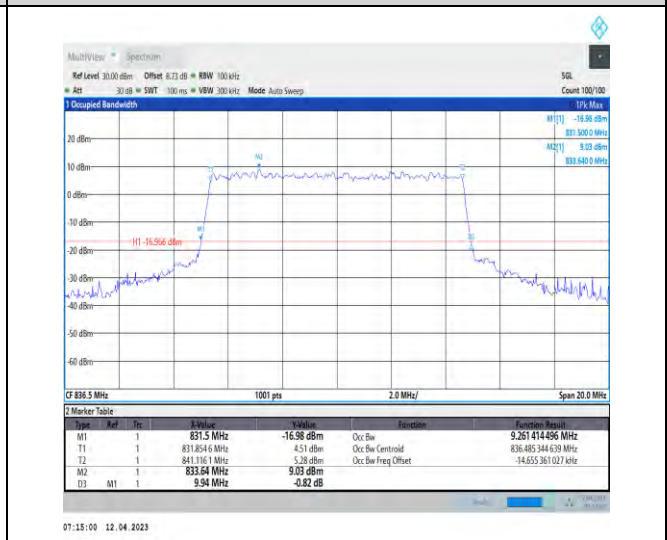 MultiView Spectrum
Ref Level 30.00 dBm Offset 8.73 dB RBW 100 kHz SGL
Att 30 dB SWT 100 ms VBW 300 kHz Mode Auto Sweep Count 100/100
1 Occupied Bandwidth 1Pk Max
M1[1] -16.98 dBm
831.500 0 MHz
M2[1] 9.03 dBm
833.640 0 MHz
20 dBm
10 dBm
0 dBm
-10 dBm
-20 dBm
-30 dBm
-40 dBm
-50 dBm
-60 dBm
M2
H1 -16.966 dBm
CF 836.5 MHz 1001 pts 2.0 MHz/ Span 20.0 MHz
2 Marker Table
Type Ref Trc X-Value Y-Value Function Function Result
M1 1 831.5 MHz -16.98 dBm Occ Bw 9.261 414 496 MHz
T1 1 831.854 6 MHz 4.51 dBm Occ Bw Centroid 836.485 344 639 MHz
T2 1 841.116 1 MHz 5.28 dBm Occ Bw Freq Offset -14.655 361 027 kHz
M2 1 833.64 MHz 9.03 dBm
D3 M1 1 9.94 MHz -0.82 dB
07:15:00 12.04.2023